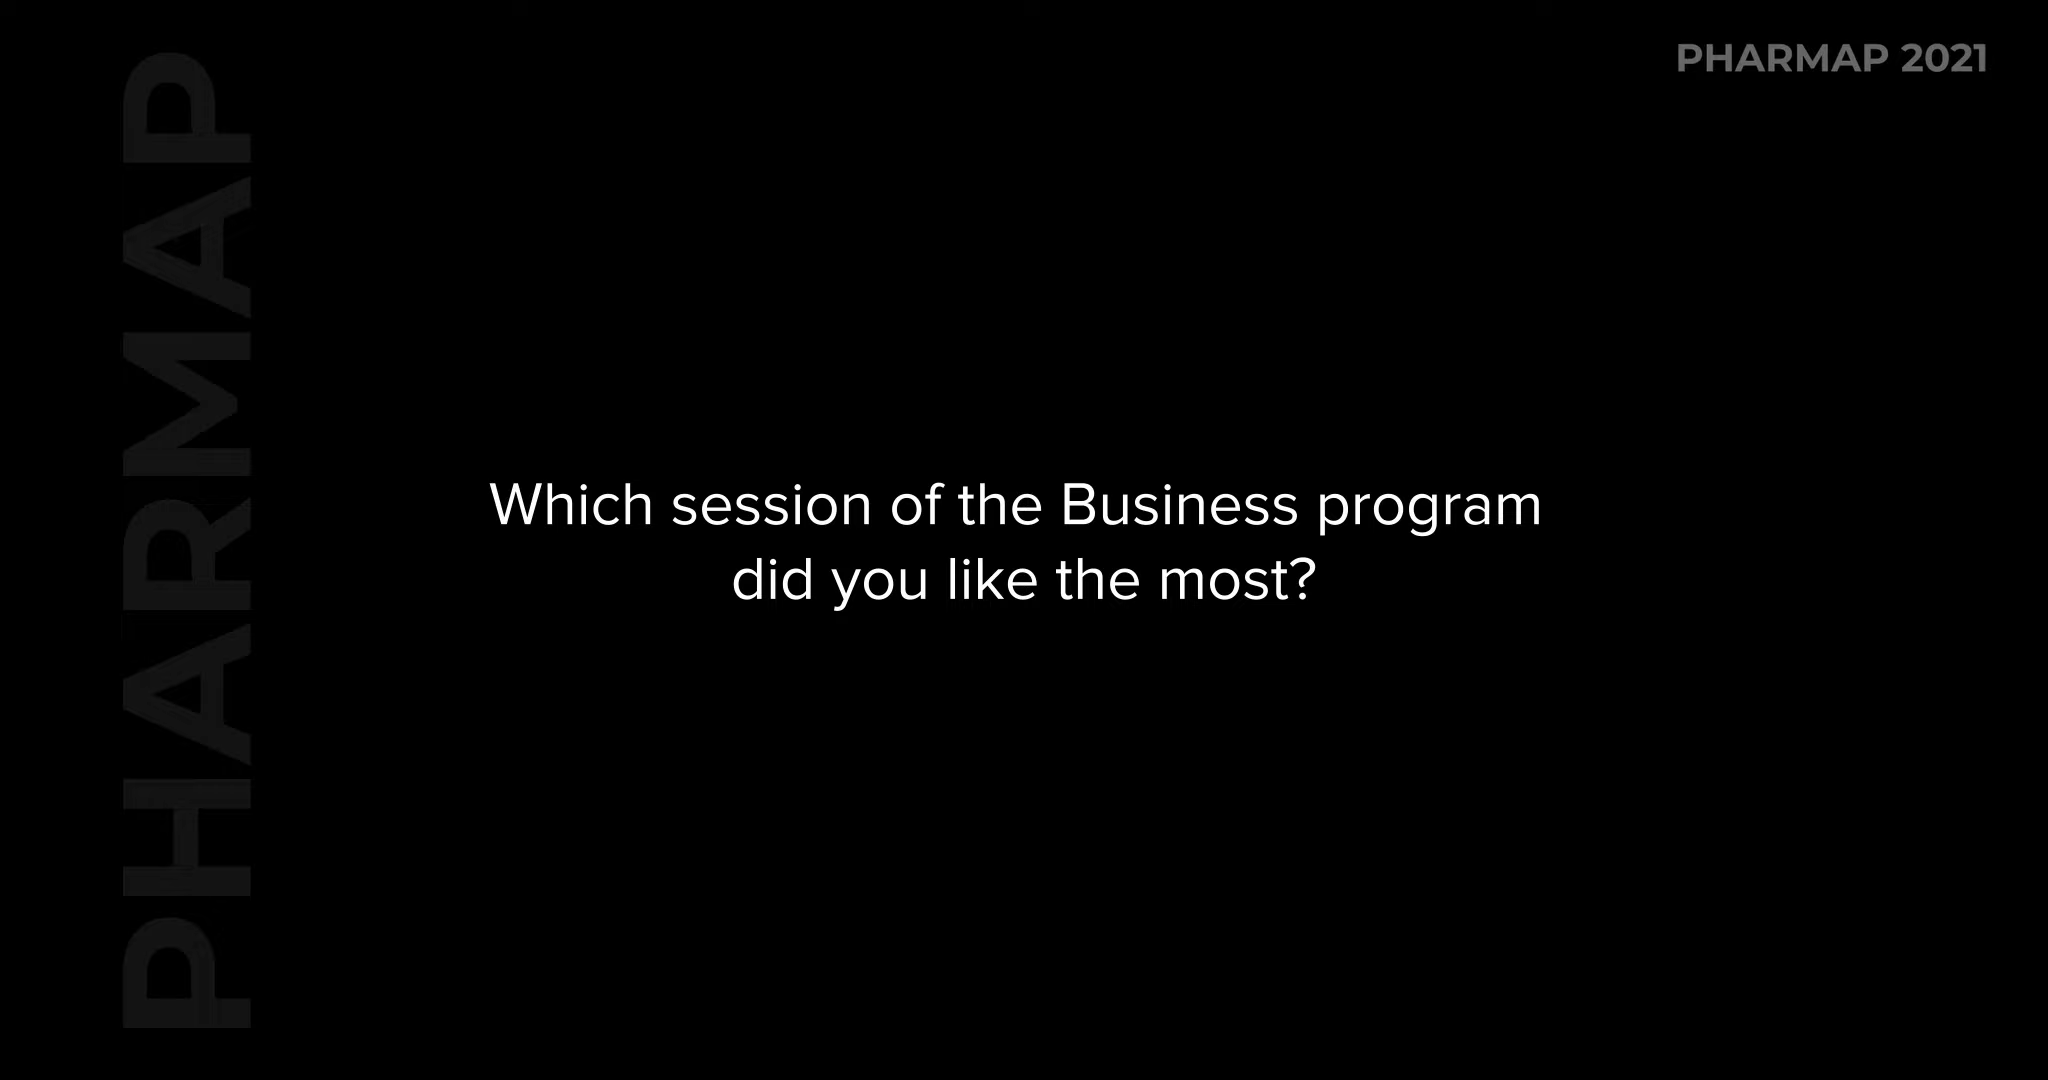 PHARMAP 2021
PHARMAP
Which session of the Business program
did you like the most?